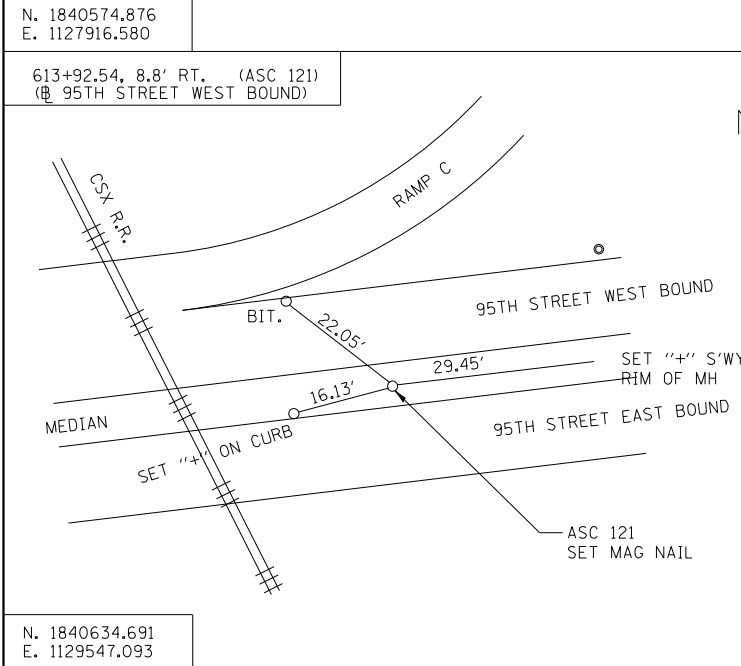 N. 1840574.876
E. 1127916.580
613+92.54, 8.8' RT. (ASC 121)
(℄ 95TH STREET WEST BOUND)
N
CSX R.R.
RAMP C
BIT.
22.05'
95TH STREET WEST BOUND
29.45'
SET "+" S'WY
RIM OF MH
16.13'
MEDIAN
SET "+" ON CURB
95TH STREET EAST BOUND
ASC 121
SET MAG NAIL
N. 1840634.691
E. 1129547.093